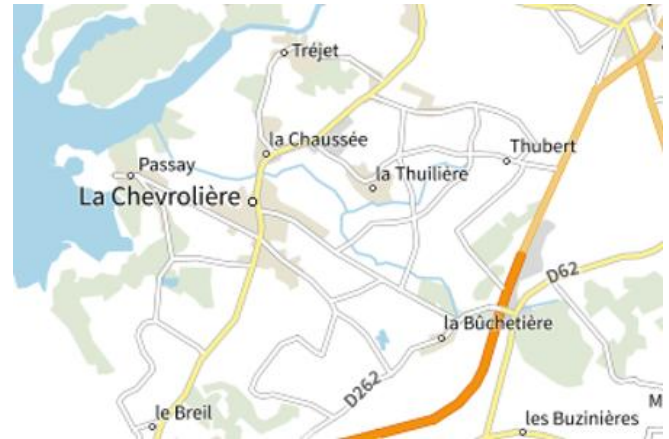 Tréjet
la Chaussée
Thubert
Passay
la Thuilière
La Chevrolière
D62
la Bûchetière
D262
M
le Breil
les Buzinières